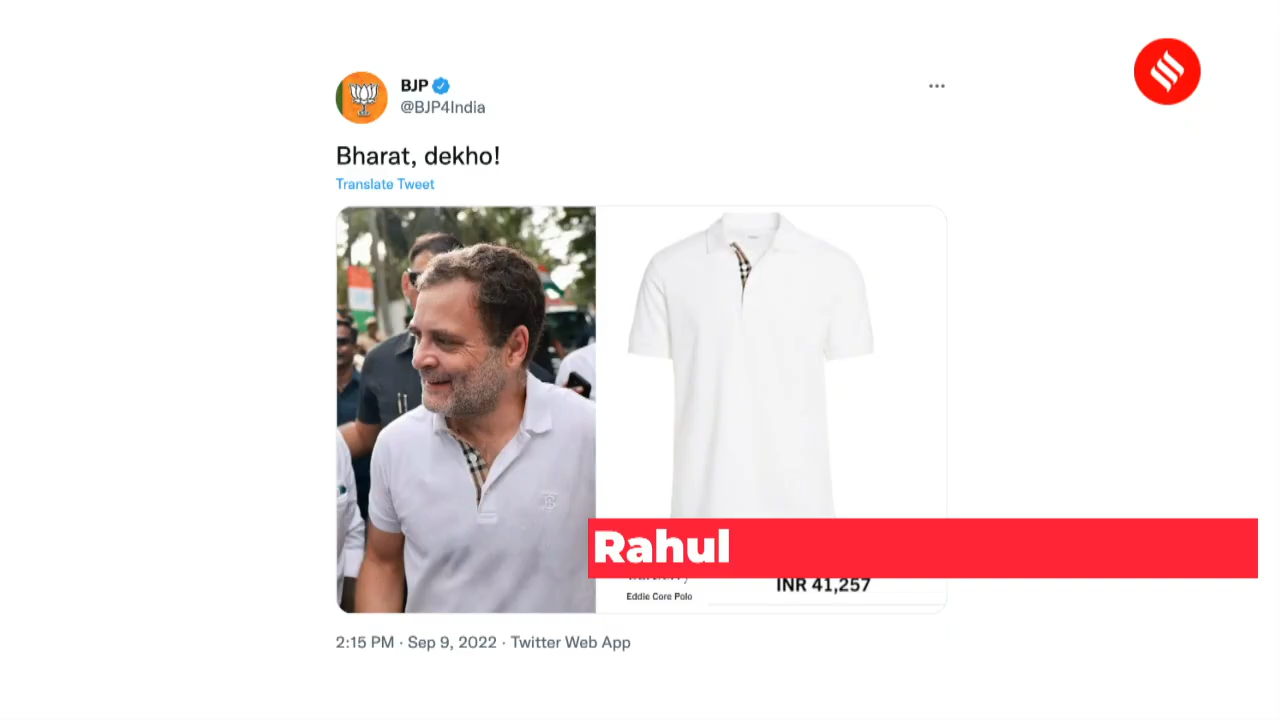 BJP
@BJP4India
Bharat, dekho!
Translate Tweet
Rahul
INR 41,257
Eddie Core Polo
2:15 PM · Sep 9, 2022 · Twitter Web App